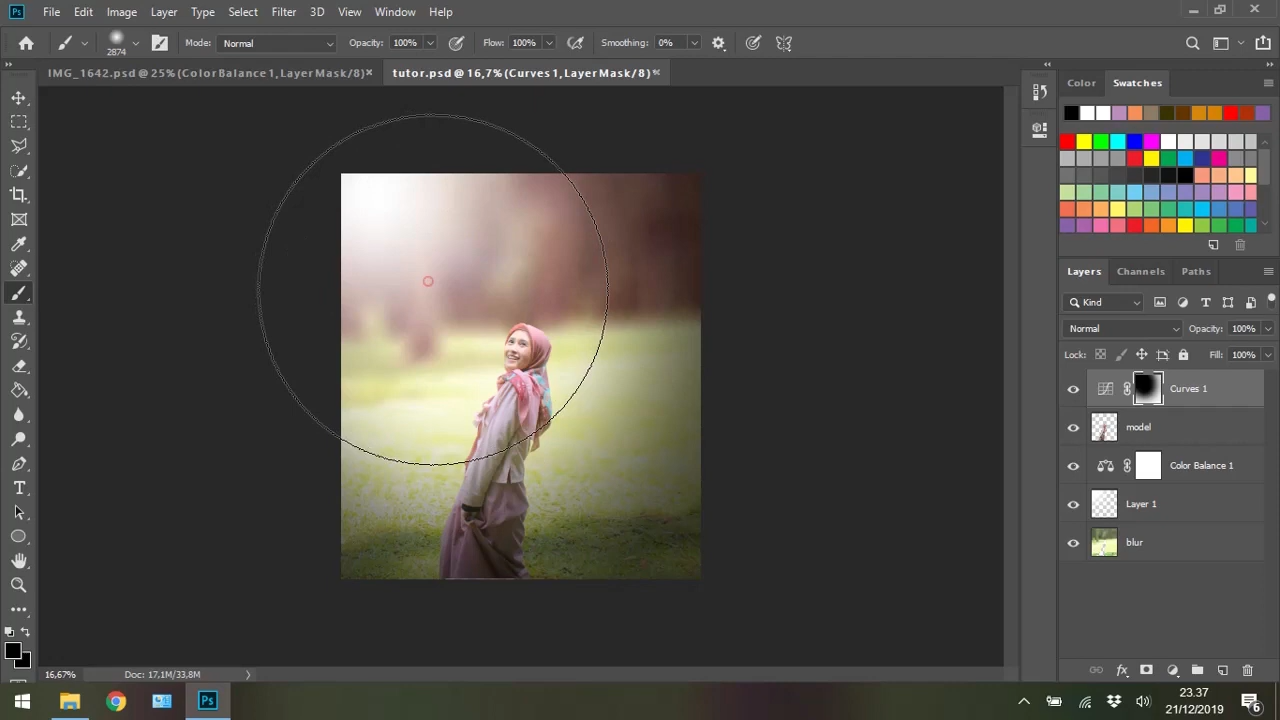 Ps File Edit Image Layer Type Select Filter 3D View Window Help
2874 Mode: Normal Opacity: 100% Flow: 100% Smoothing: 0%
IMG_1642.psd @ 25% (Color Balance 1, Layer Mask/8) × tutor.psd @ 16,7% (Curves 1, Layer Mask/8) * ×
Color Swatches
Layers Channels Paths
Kind
Normal Opacity: 100%
Lock: Fill: 100%
Curves 1
model
Color Balance 1
Layer 1
blur
16,67% Doc: 17,1M/33,8M
Ps 23.37
21/12/2019 6